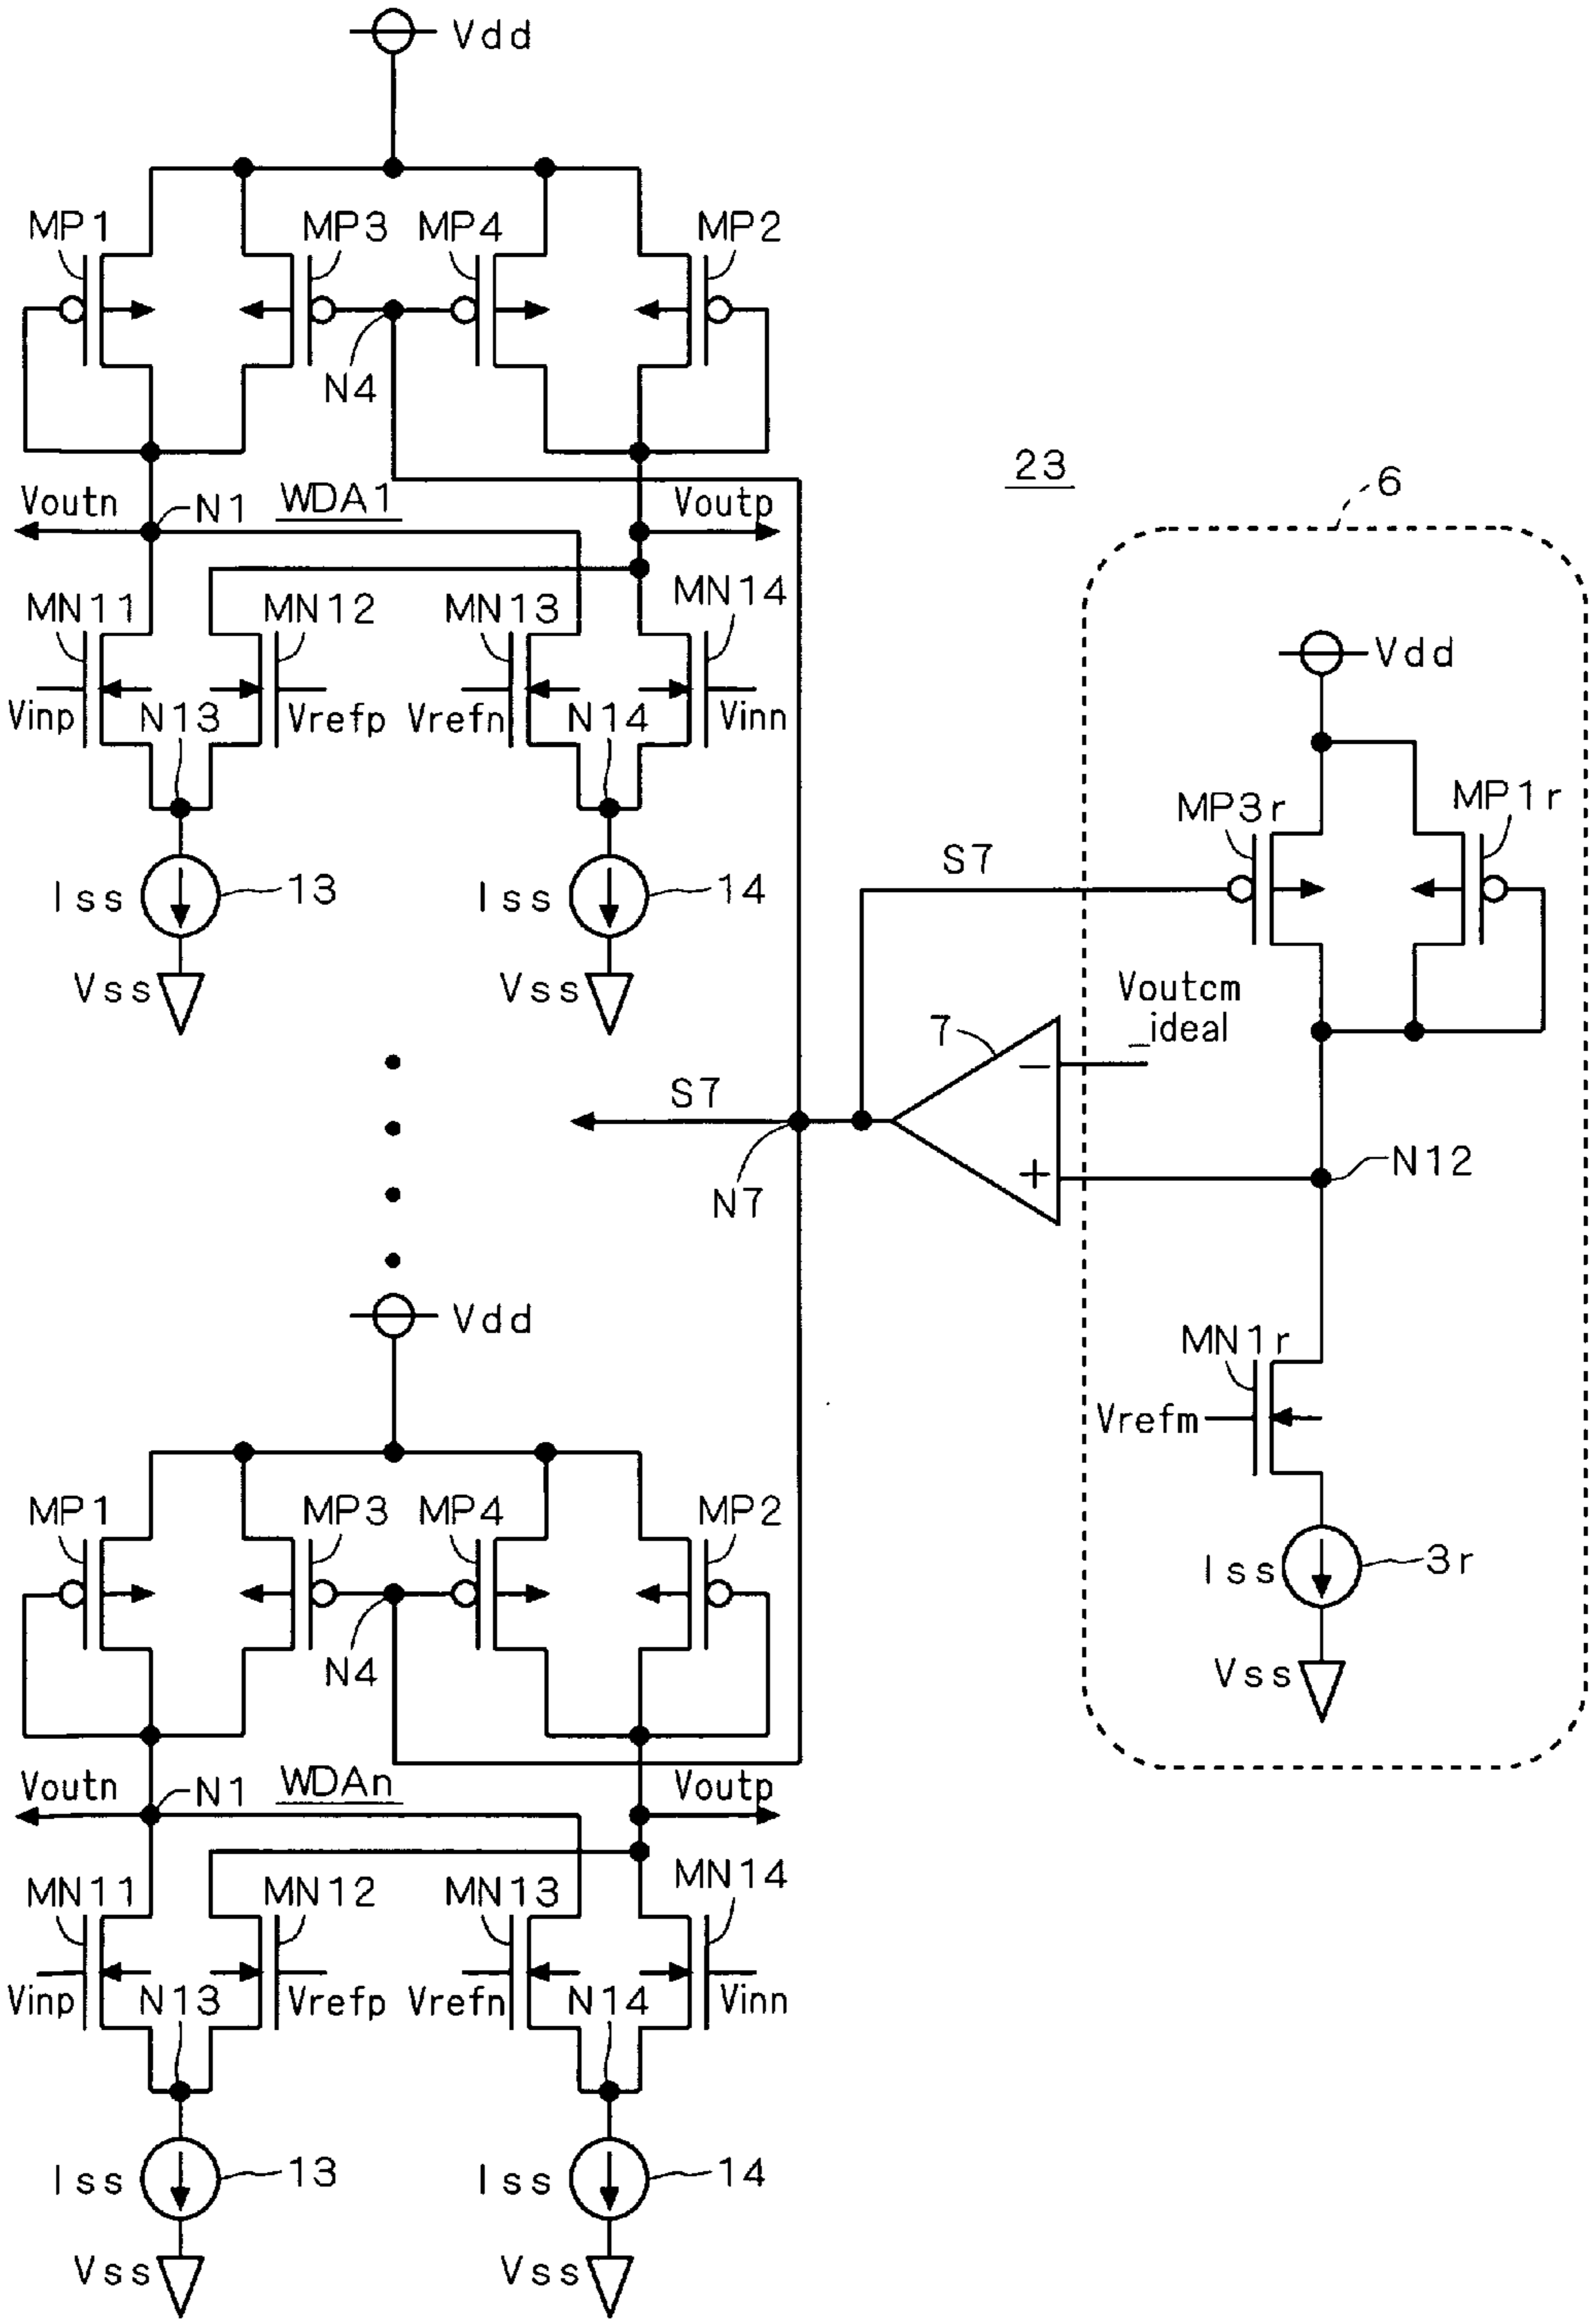 Vdd
MP1
MP3
MP4
MP2
N4
Voutn
N1
WDA1
Voutp
MN11
MN12
MN13
MN14
Vinp
N13
Vrefp
Vrefn
N14
Vinn
Iss
13
Iss
14
Vss
Vss
23
6
Vdd
MP3r
MP1r
S7
Voutcm
_ideal
7
−
+
S7
N7
N12
MN1r
Vrefm
Iss
3r
Vss
Vdd
MP1
MP3
MP4
MP2
N4
Voutn
N1
WDAn
Voutp
MN11
MN12
MN13
MN14
Vinp
N13
Vrefp
Vrefn
N14
Vinn
Iss
13
Iss
14
Vss
Vss